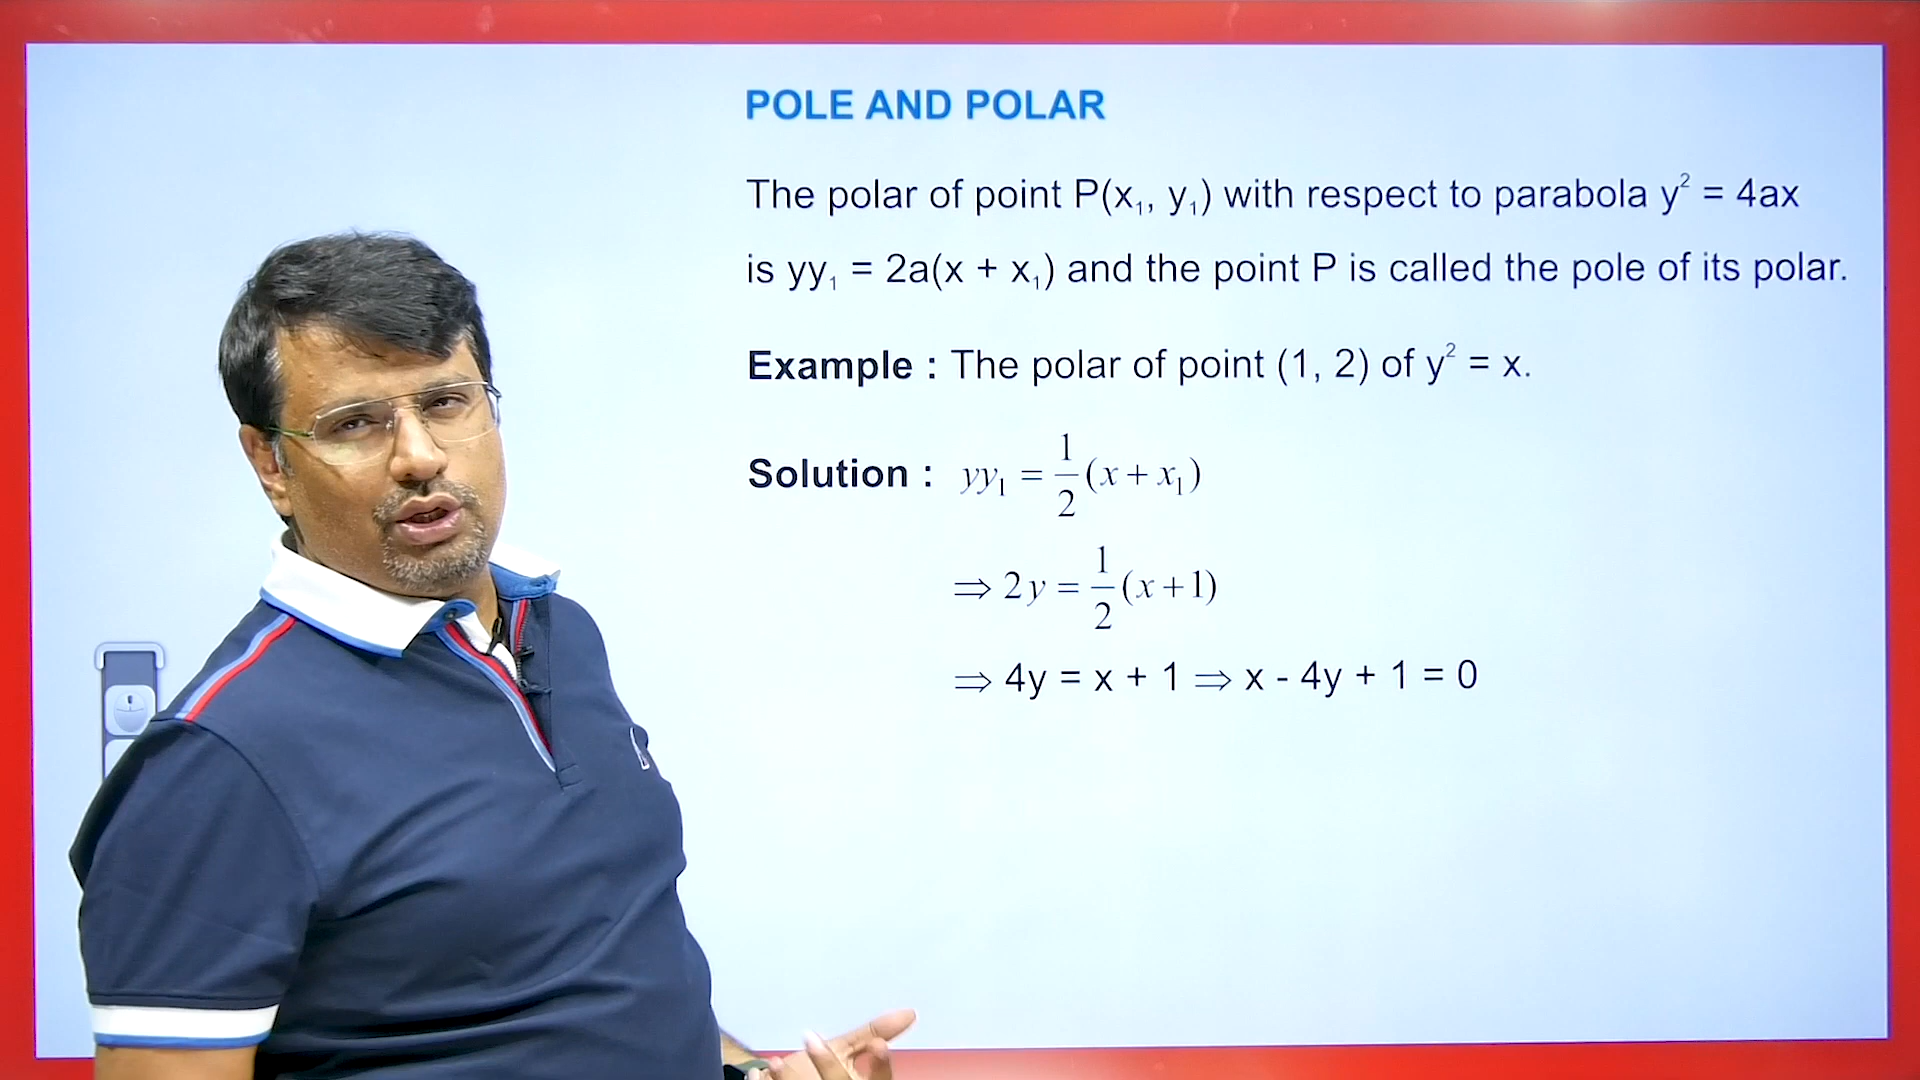 POLE AND POLAR
The polar of point P(x₁, y₁) with respect to parabola y² = 4ax
is yy₁ = 2a(x + x₁) and the point P is called the pole of its polar.
Example : The polar of point (1, 2) of y² = x.
Solution : yy₁ = 1/2 (x + x₁)
⇒ 2y = 1/2 (x + 1)
⇒ 4y = x + 1 ⇒ x - 4y + 1 = 0